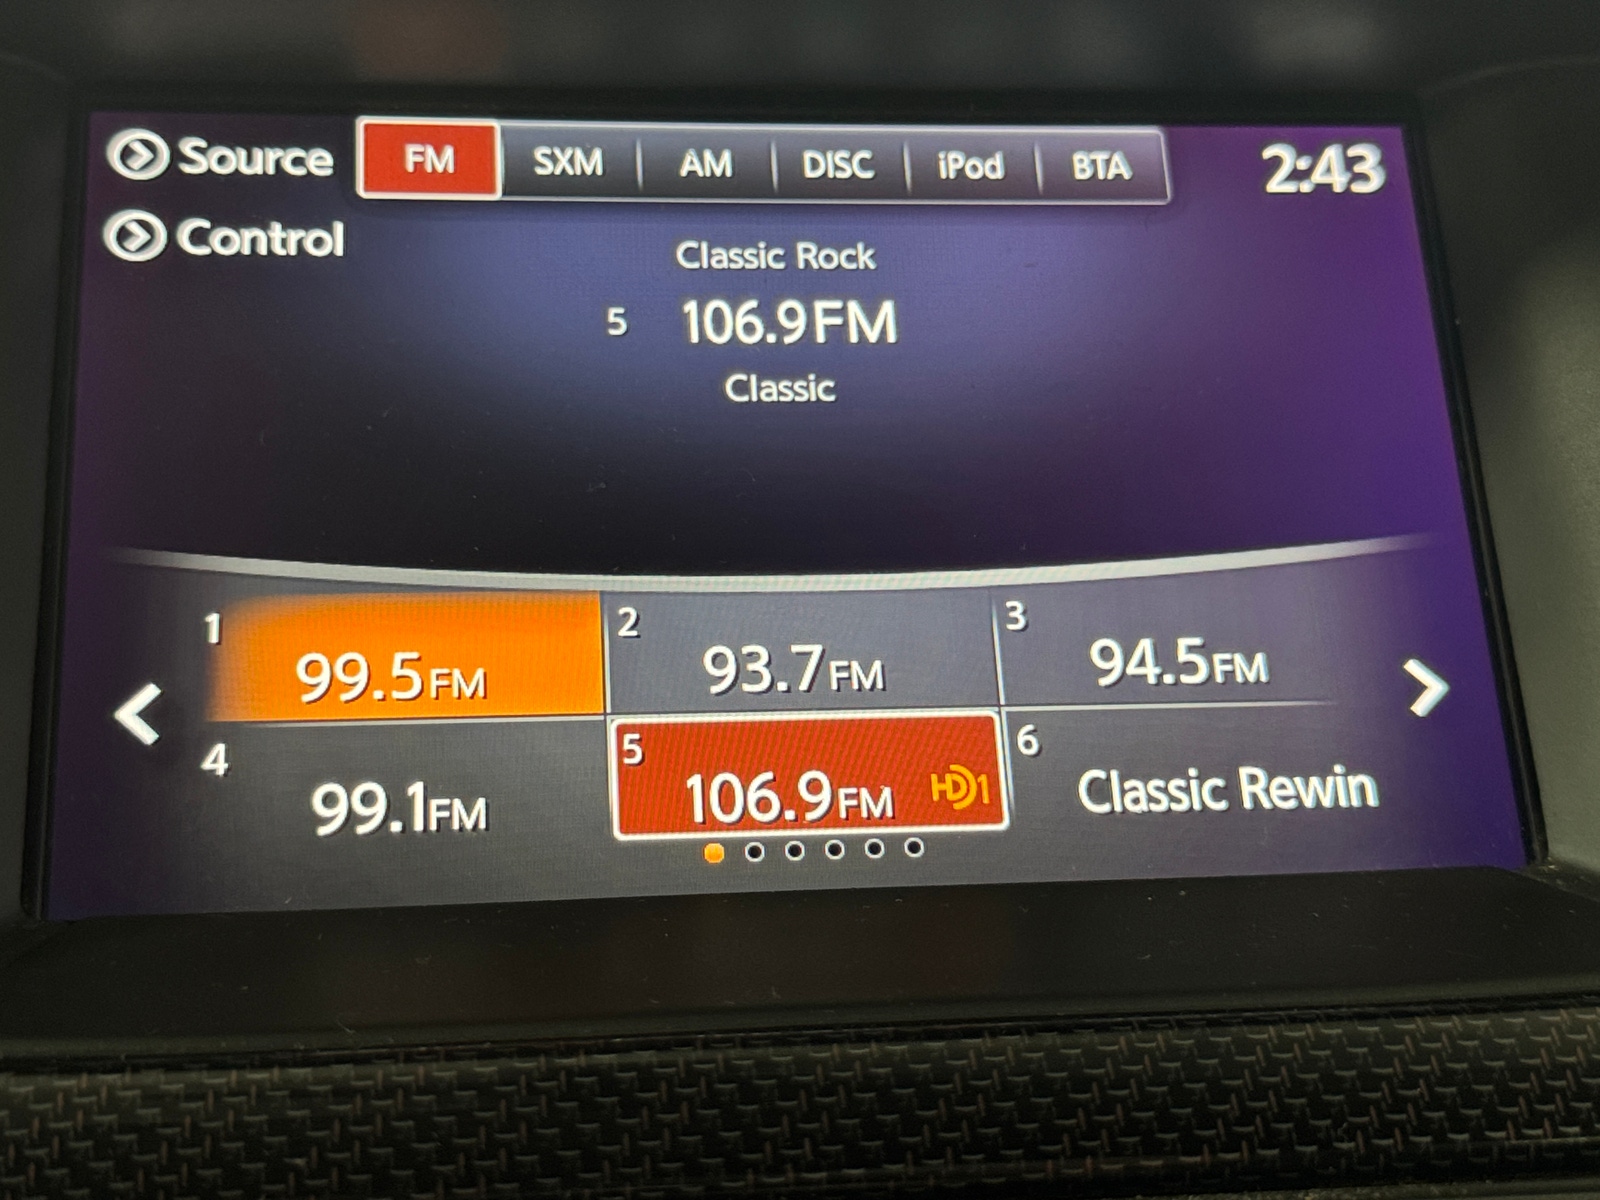 Source FM SXM AM DISC iPod BTA 2:43
Control
Classic Rock
5 106.9FM
Classic
1 99.5FM
2 93.7FM
3 94.5FM
4 99.1FM
5 106.9FM HD1
6 Classic Rewin